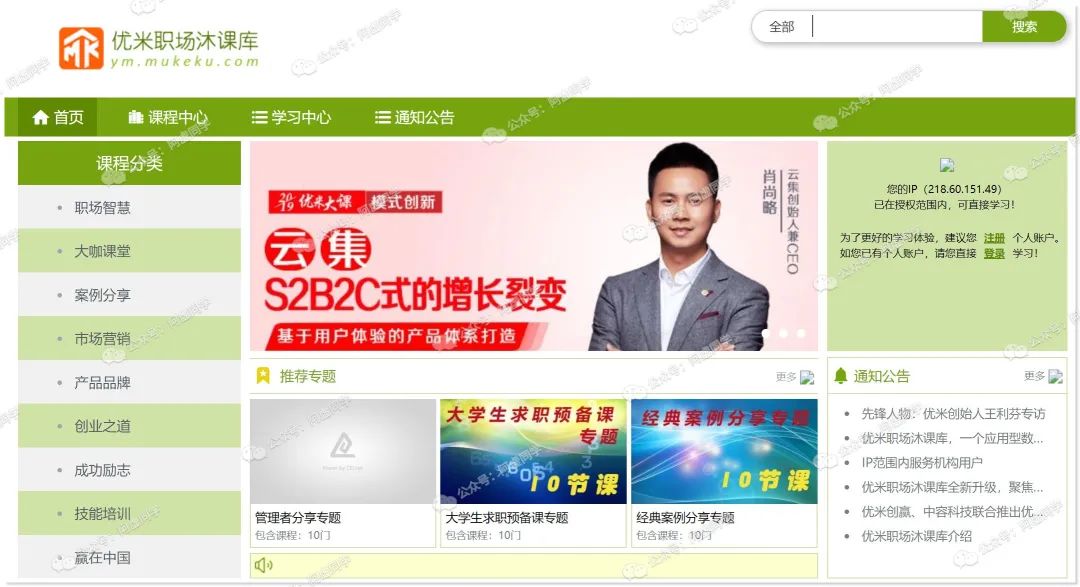 优米职场沐课库
ym.mukeku.com
全部
搜索
首页
课程中心
学习中心
通知公告
课程分类
职场智慧
大咖课堂
案例分享
市场营销
产品品牌
创业之道
成功励志
技能培训
赢在中国
优米大课 模式创新
云集
S2B2C式的增长裂变
基于用户体验的产品体系打造
肖尚略
云集创始人兼CEO
您的IP（218.60.151.49）
已在授权范围内，可直接学习！
为了更好的学习体验，建议您 注册 个人账户。
如您已有个人账户，请您直接 登录 学习！
推荐专题
更多
大学生求职预备课
专题
10节课
经典案例分享专题
10节课
管理者分享专题
包含课程：10门
大学生求职预备课专题
包含课程：10门
经典案例分享专题
包含课程：10门
通知公告
更多
先锋人物：优米创始人王利芬专访
优米职场沐课库，一个应用型数...
IP范围内服务机构用户
优米职场沐课库全新升级，聚焦...
优米创赢、中容科技联合推出优...
优米职场沐课库介绍
公众号：阿虚同学